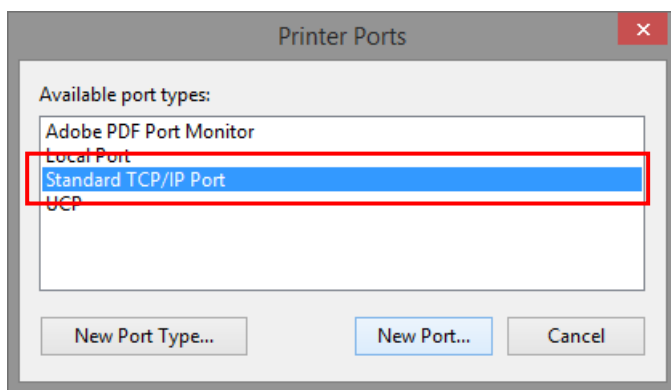 Printer Ports
Available port types:
Adobe PDF Port Monitor
Local Port
Standard TCP/IP Port
UCP
New Port Type... New Port... Cancel